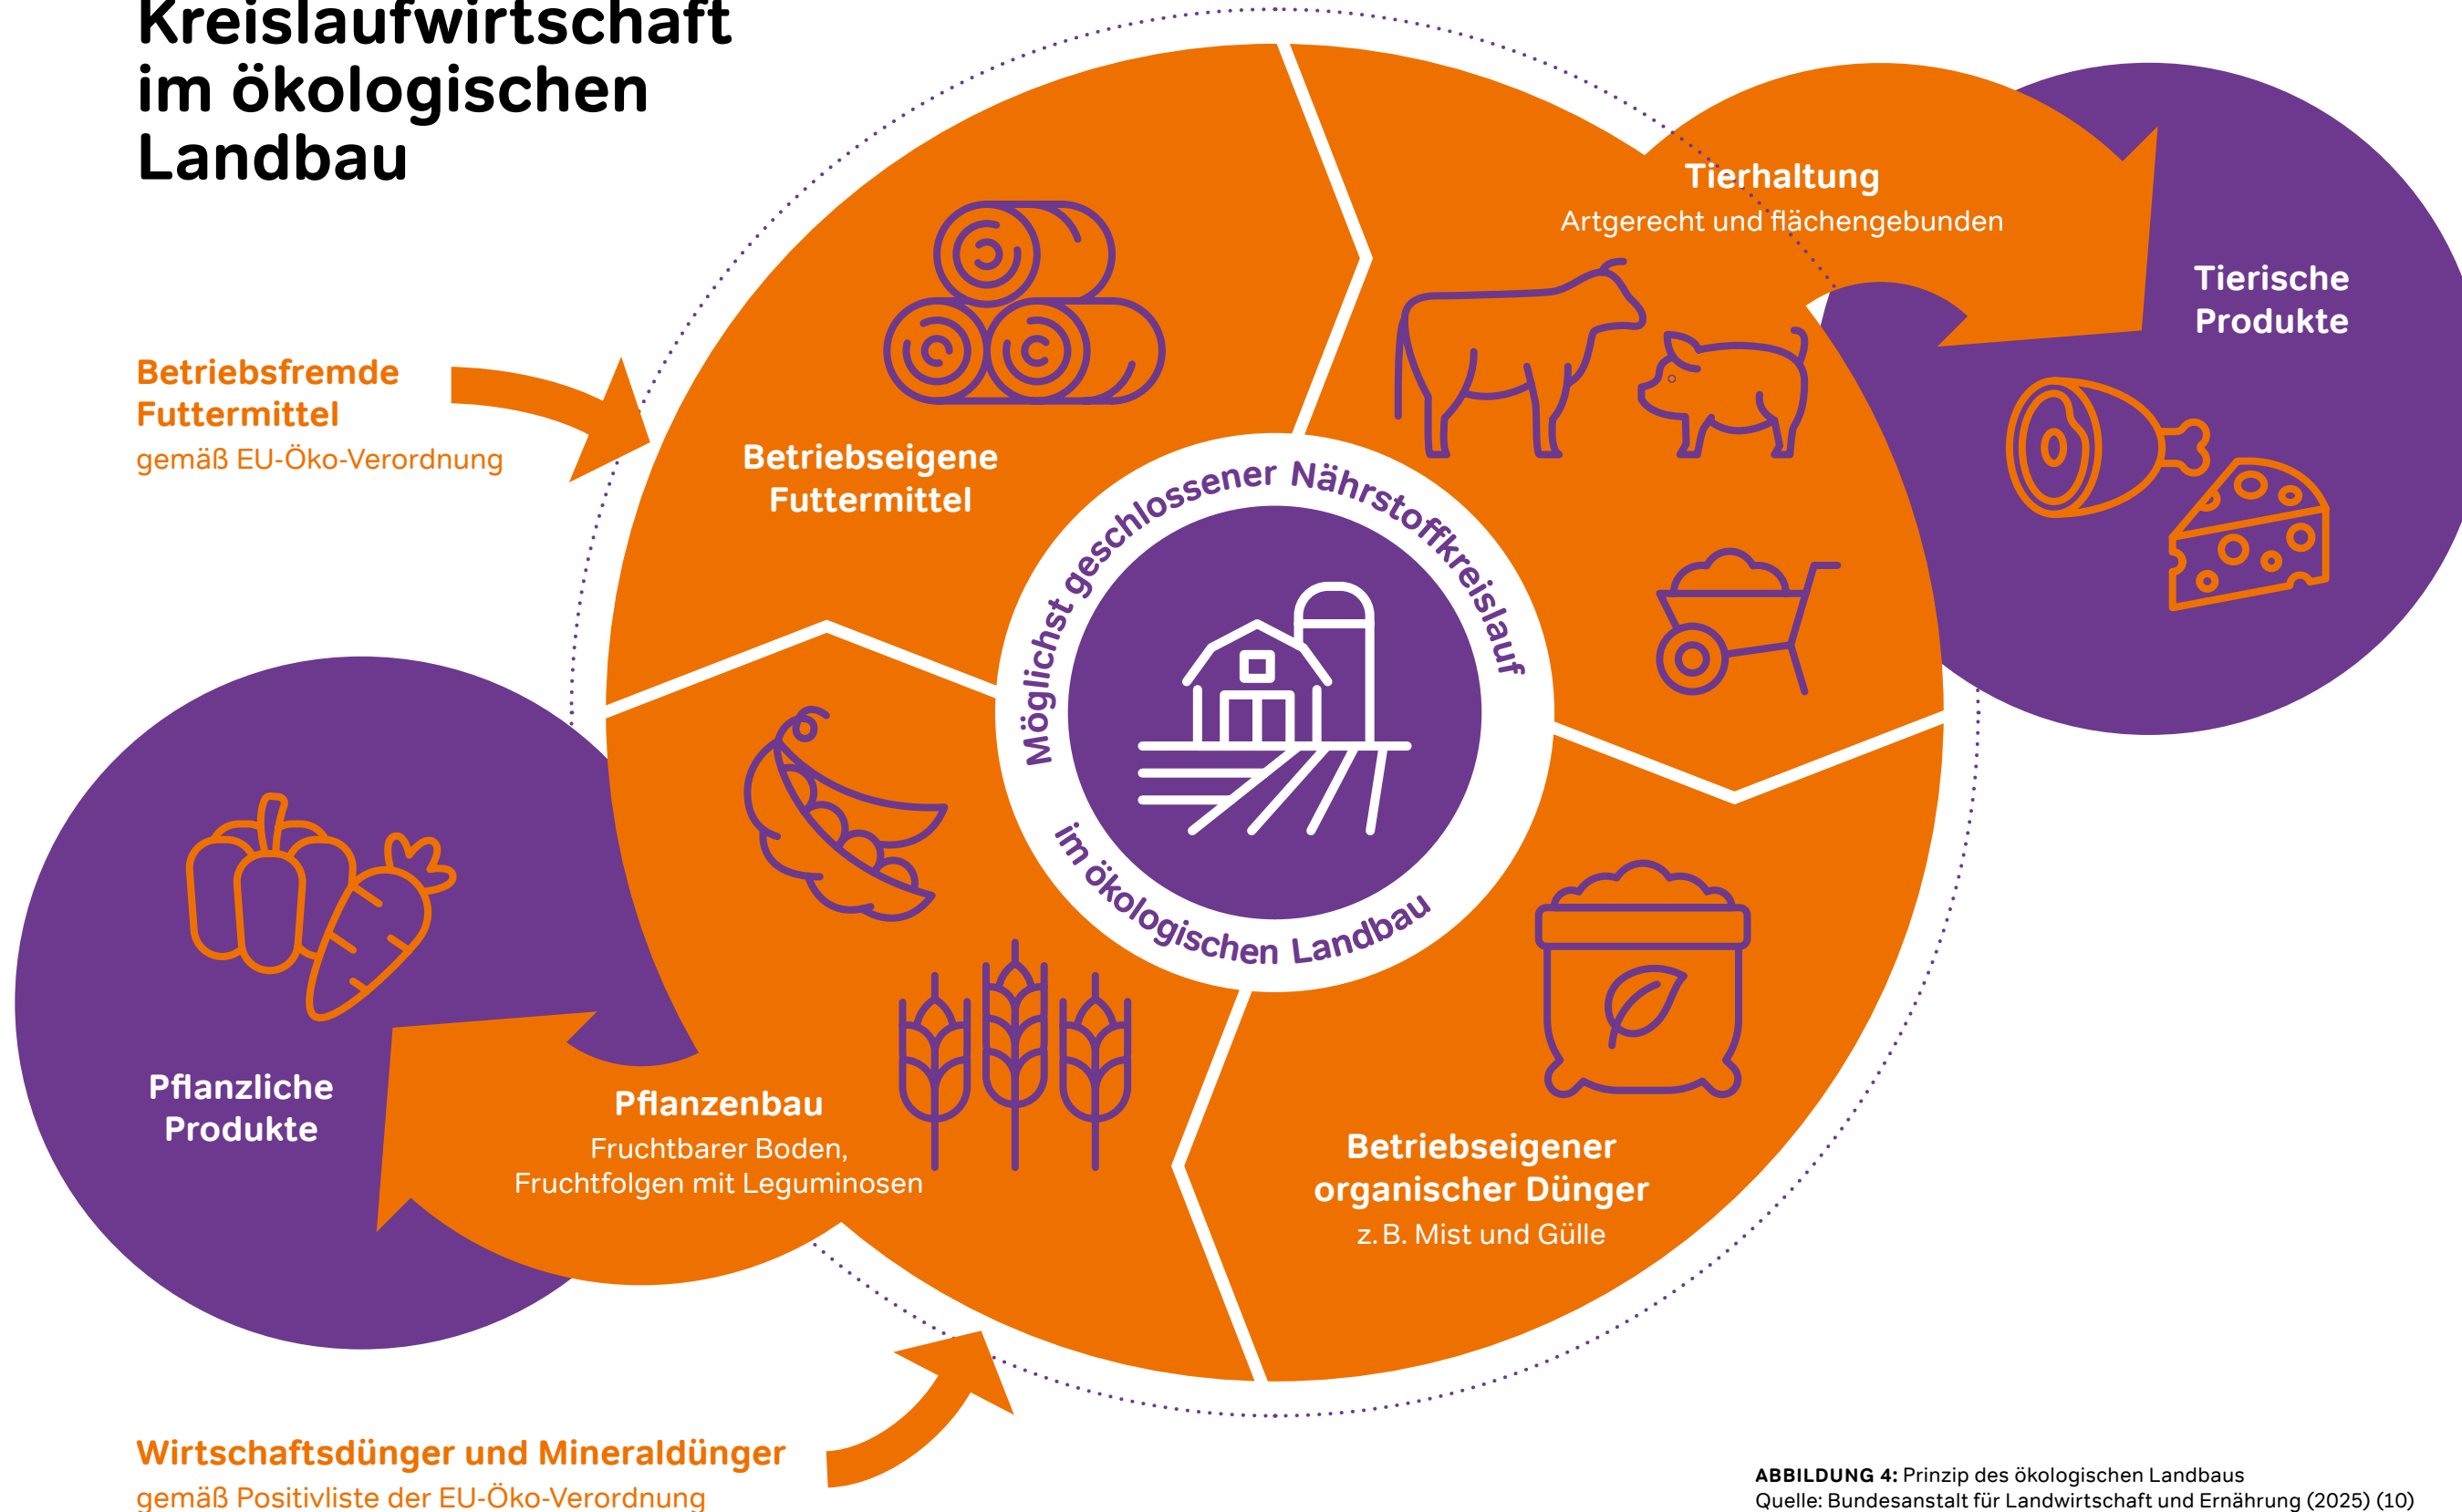 Kreislaufwirtschaft
im ökologischen
Landbau
Tierhaltung
Artgerecht und flächengebunden
Tierische
Produkte
Betriebsfremde
Futtermittel
gemäß EU-Öko-Verordnung
Betriebseigene
Futtermittel
Möglichst geschlossener Nährstoffkreislauf
im ökologischen Landbau
Pflanzliche
Produkte
Pflanzenbau
Fruchtbarer Boden,
Fruchtfolgen mit Leguminosen
Betriebseigener
organischer Dünger
z. B. Mist und Gülle
Wirtschaftsdünger und Mineraldünger
gemäß Positivliste der EU-Öko-Verordnung
ABBILDUNG 4: Prinzip des ökologischen Landbaus
Quelle: Bundesanstalt für Landwirtschaft und Ernährung (2025) (10)